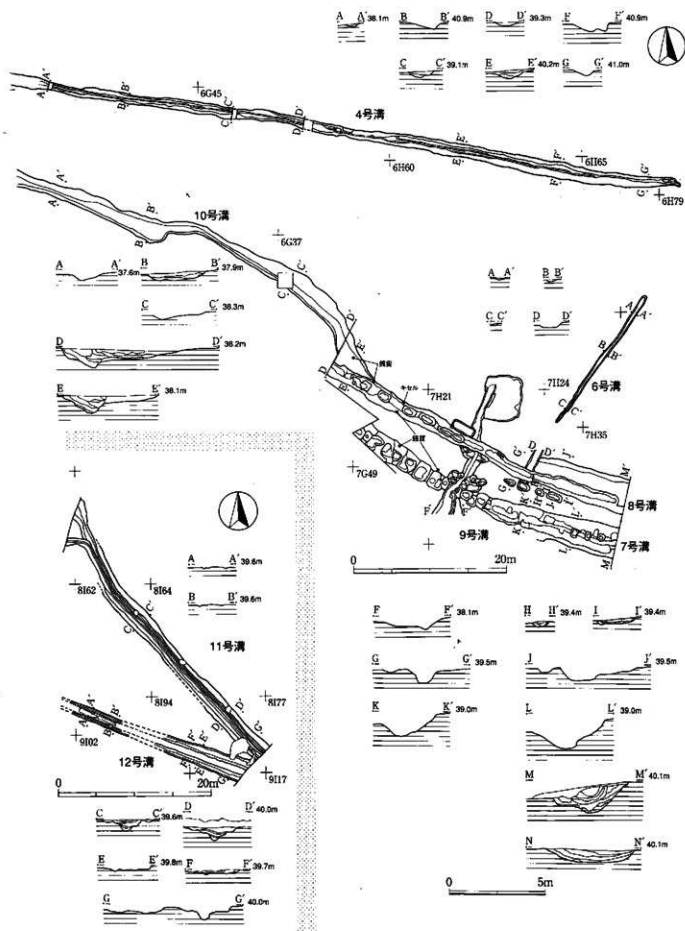 A A′ 38.1m
B B′ 40.9m
D D′ 39.3m
F F′ 40.9m
C C′ 39.1m
E E′ 40.2m
G G′ 41.0m
A A′
B B′
C C′
D D′
E E′
F F′
G G′
6G45
4号溝
6H60
6H65
6H79
10号溝
A A′
B B′
C C′
D D′
E E′
6G37
A A′ 37.6m
B B′ 37.9m
C C′ 38.3m
D D′ 38.2m
E E′ 38.1m
A A′
B B′
C C′
D D′
キセル
7H21
7H24
6号溝
A A′
B B′
C C′
7H35
7G49
F F′
G G′
D D′
K K′
H
J J′
L
M M′
8号溝
7号溝
9号溝
0 20m
A A′ 39.6m
B B′ 39.6m
8I62
8I64
C C′
11号溝
8I94
8I77
D D′
G G′
A A′
B B′
E E′
F F′
9I02
12号溝
9I17
0 20m
C C′ 39.6m
D D′ 40.0m
E E′ 39.8m
F F′ 39.7m
G G′ 40.0m
F F′ 38.1m
H H′ 39.4m
I I′ 39.4m
G G′ 39.5m
J J′ 39.5m
K K′ 39.0m
L L′ 39.0m
M M′ 40.1m
N N′ 40.1m
0 5m